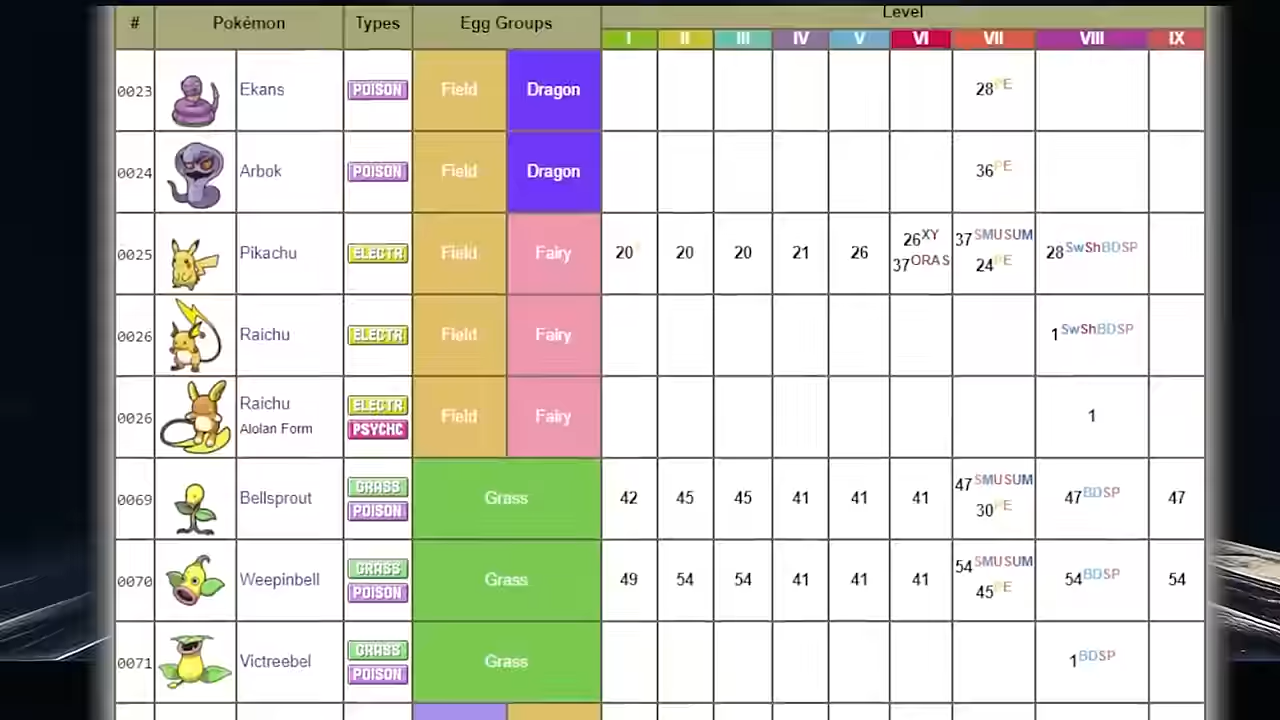 # Pokémon Types Egg Groups Level
I II III IV V VI VII VIII IX
0023 Ekans POISON Field Dragon 28PE
0024 Arbok POISON Field Dragon 36PE
0025 Pikachu ELECTR Field Fairy 20 20 20 21 26 26XY 37SMUSUM 28SwShBDSP
37ORAS 24PE
0026 Raichu ELECTR Field Fairy 1SwShBDSP
0026 Raichu ELECTR Field Fairy 1
Alolan Form PSYCHC
0069 Bellsprout GRASS Grass 42 45 45 41 41 41 47SMUSUM 47BDSP 47
POISON 30PE
0070 Weepinbell GRASS Grass 49 54 54 41 41 41 54SMUSUM 54BDSP 54
POISON 45PE
0071 Victreebel GRASS Grass 1BDSP
POISON